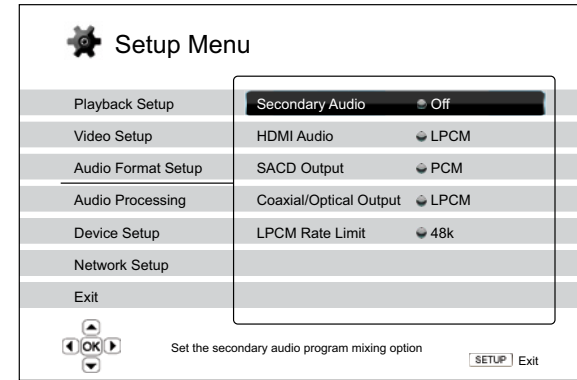 Setup Menu
Playback Setup
Secondary Audio Off
Video Setup
HDMI Audio LPCM
Audio Format Setup
SACD Output PCM
Audio Processing
Coaxial/Optical Output LPCM
Device Setup
LPCM Rate Limit 48k
Network Setup
Exit
OK
Set the secondary audio program mixing option
SETUP Exit